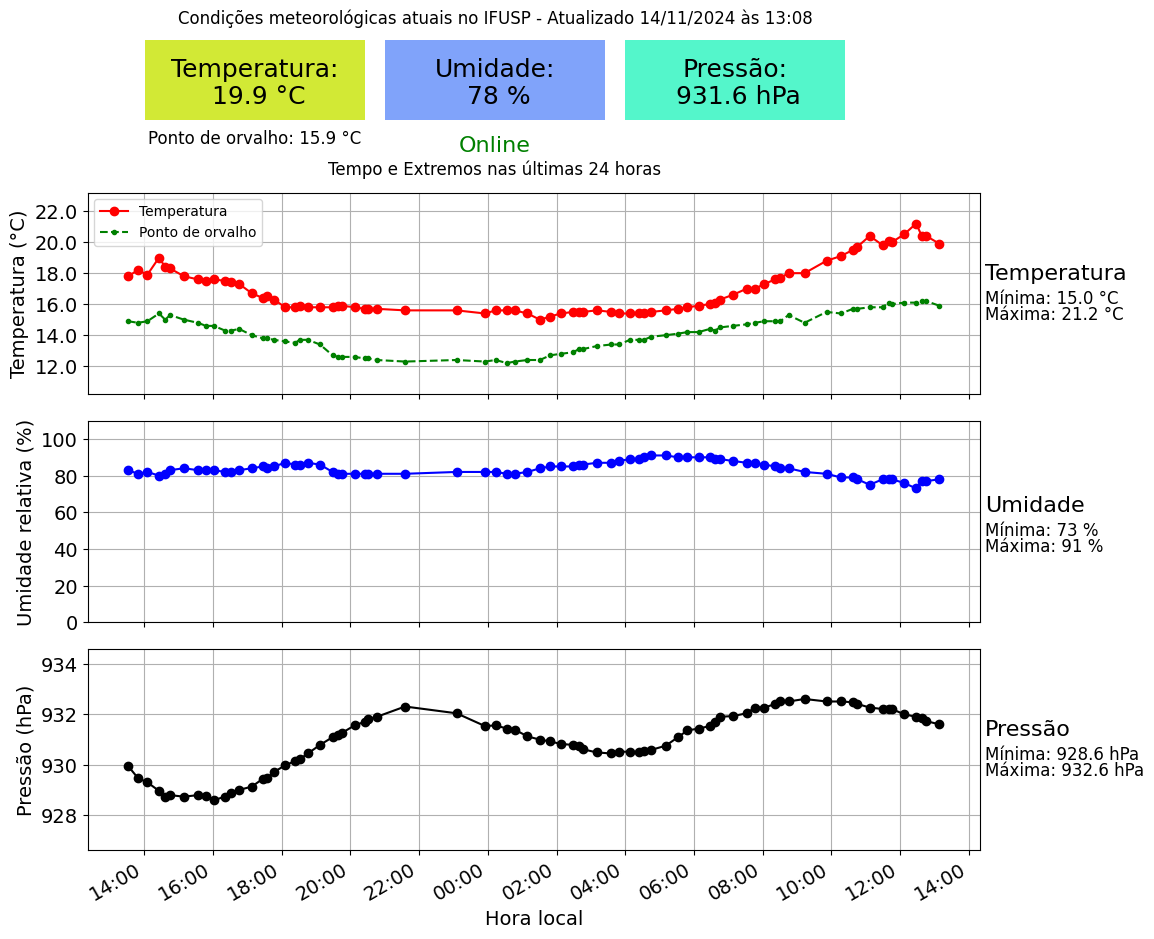 Condições meteorológicas atuais no IFUSP - Atualizado 14/11/2024 às 13:08
Temperatura:
19.9 °C
Umidade:
78 %
Pressão:
931.6 hPa
Ponto de orvalho: 15.9 °C
Online
Tempo e Extremos nas últimas 24 horas
Temperatura (°C)
22.0
20.0
18.0
16.0
14.0
12.0
Temperatura
Ponto de orvalho
Temperatura
Mínima: 15.0 °C
Máxima: 21.2 °C
Umidade relativa (%)
100
80
60
40
20
0
Umidade
Mínima: 73 %
Máxima: 91 %
Pressão (hPa)
934
932
930
928
Pressão
Mínima: 928.6 hPa
Máxima: 932.6 hPa
14:00
16:00
18:00
20:00
22:00
00:00
02:00
04:00
06:00
08:00
10:00
12:00
14:00
Hora local